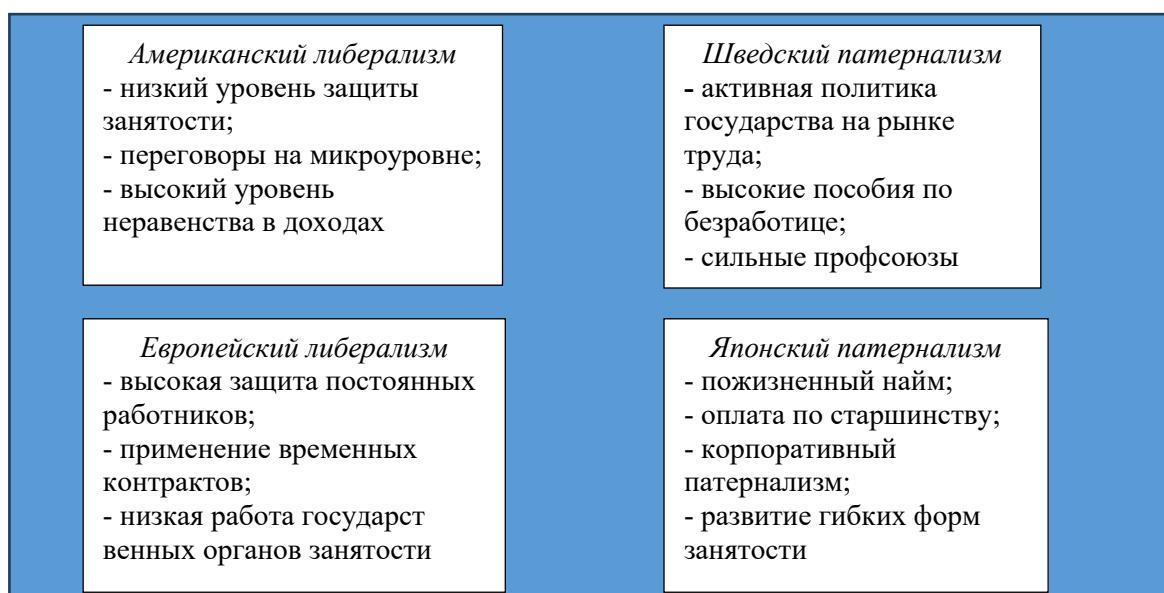 Американский либерализм
- низкий уровень защиты
занятости;
- переговоры на микроуровне;
- высокий уровень
неравенства в доходах
Шведский патернализм
- активная политика
государства на рынке
труда;
- высокие пособия по
безработице;
- сильные профсоюзы
Европейский либерализм
- высокая защита постоянных
работников;
- применение временных
контрактов;
- низкая работа государст
венных органов занятости
Японский патернализм
- пожизненный найм;
- оплата по старшинству;
- корпоративный
патернализм;
- развитие гибких форм
занятости